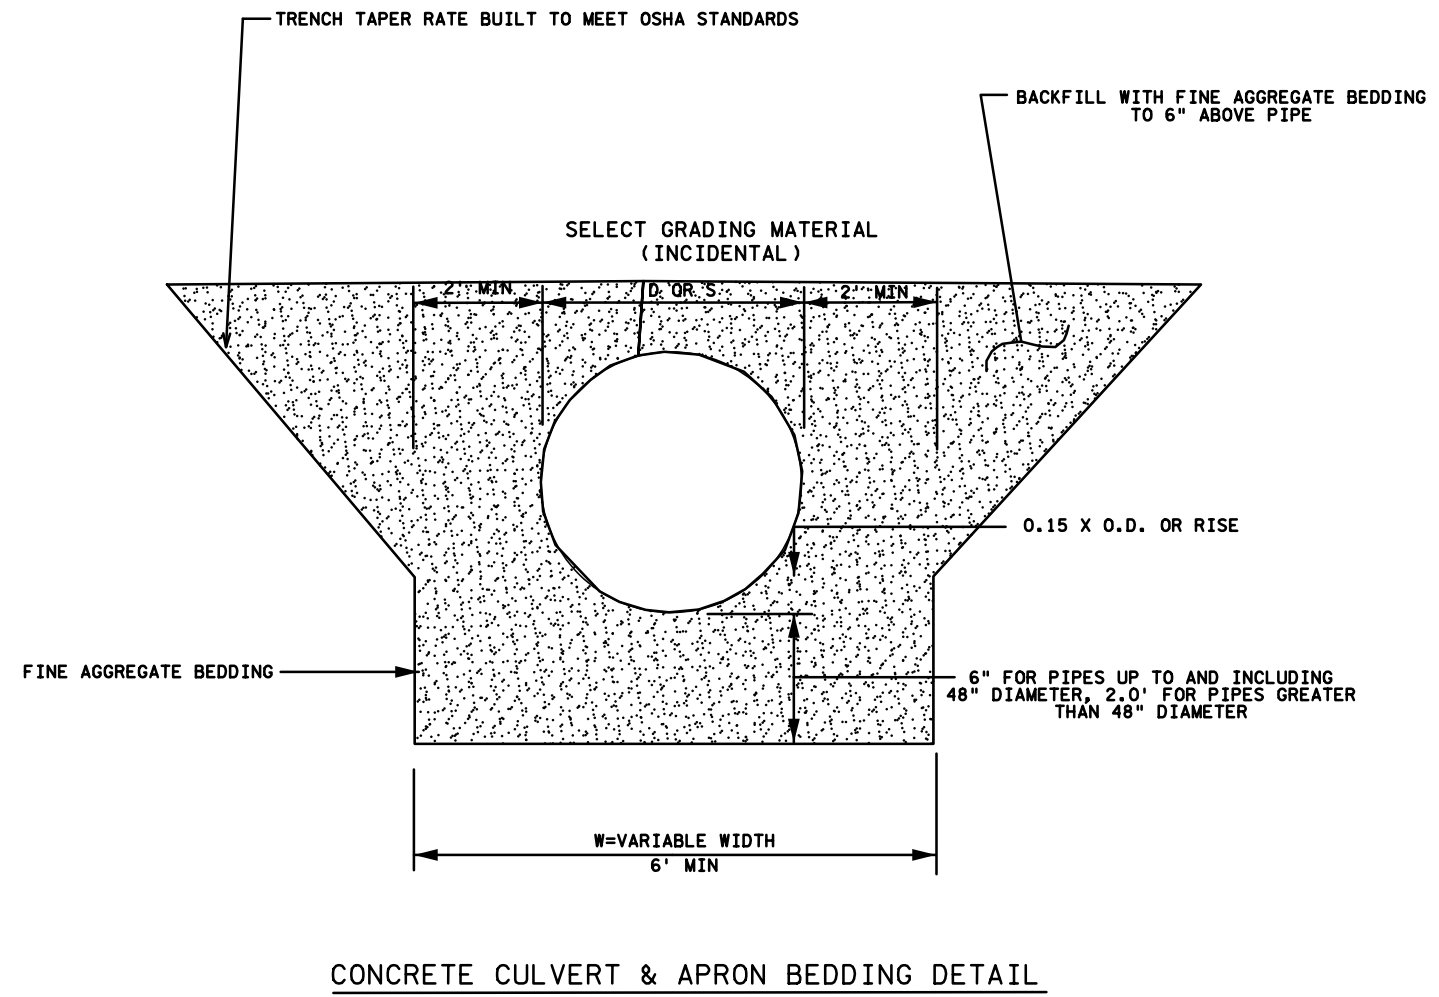 TRENCH TAPER RATE BUILT TO MEET OSHA STANDARDS
BACKFILL WITH FINE AGGREGATE BEDDING
TO 6" ABOVE PIPE
SELECT GRADING MATERIAL
(INCIDENTAL)
2' MIN
D OR S
2' MIN
0.15 X O.D. OR RISE
FINE AGGREGATE BEDDING
6" FOR PIPES UP TO AND INCLUDING
48" DIAMETER, 2.0' FOR PIPES GREATER
THAN 48" DIAMETER
W=VARIABLE WIDTH
6' MIN
CONCRETE CULVERT & APRON BEDDING DETAIL